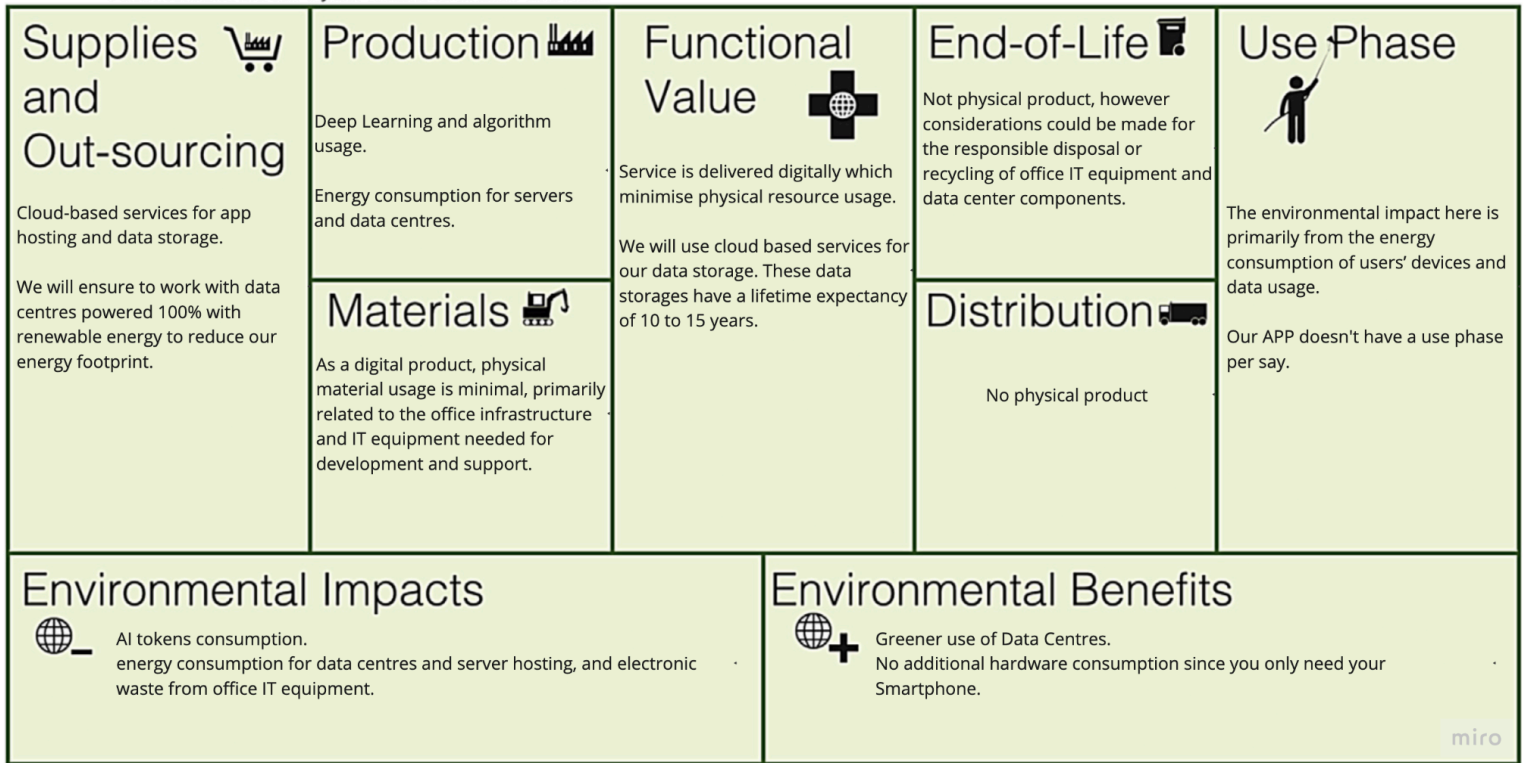 Supplies
and
Out-sourcing
Cloud-based services for app
hosting and data storage.
We will ensure to work with data
centres powered 100% with
renewable energy to reduce our
energy footprint.
Production
Deep Learning and algorithm
usage.
Energy consumption for servers
and data centres.
Materials
As a digital product, physical
material usage is minimal, primarily
related to the office infrastructure
and IT equipment needed for
development and support.
Functional
Value
Service is delivered digitally which
minimise physical resource usage.
We will use cloud based services for
our data storage. These data
storages have a lifetime expectancy
of 10 to 15 years.
End-of-Life
Not physical product, however
considerations could be made for
the responsible disposal or
recycling of office IT equipment and
data center components.
Distribution
No physical product
Use Phase
The environmental impact here is
primarily from the energy
consumption of users’ devices and
data usage.
Our APP doesn't have a use phase
per say.
Environmental Impacts
AI tokens consumption.
energy consumption for data centres and server hosting, and electronic
waste from office IT equipment.
Environmental Benefits
Greener use of Data Centres.
No additional hardware consumption since you only need your
Smartphone.
miro